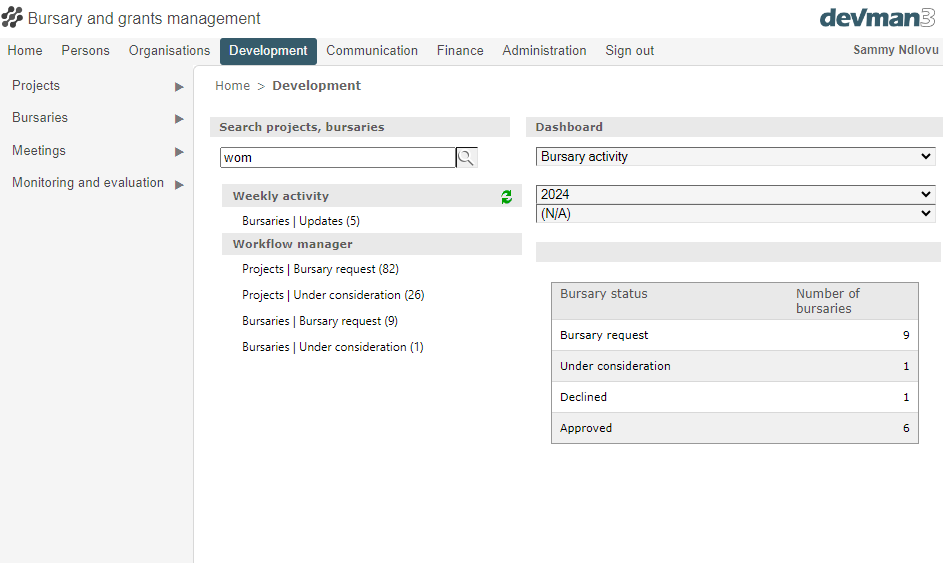 Bursary and grants management
devman3
Home Persons Organisations Development Communication Finance Administration Sign out
Sammy Ndlovu
Projects
Bursaries
Meetings
Monitoring and evaluation
Home > Development
Search projects, bursaries
wom
Weekly activity
Bursaries | Updates (5)
Workflow manager
Projects | Bursary request (82)
Projects | Under consideration (26)
Bursaries | Bursary request (9)
Bursaries | Under consideration (1)
Dashboard
Bursary activity
2024
(N/A)
Bursary status Number of
bursaries
Bursary request 9
Under consideration 1
Declined 1
Approved 6